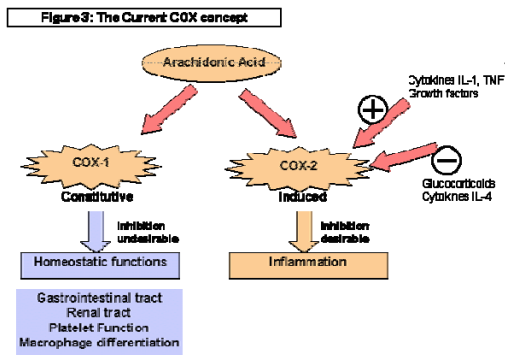 Figure 3: The Current COX concept
Arachidonic Acid
Cytokines IL-1, TNF
Growth factors
+
COX-1
Constitutive
COX-2
Induced
−
Glucocorticoids
Cytoknes IL-4
Inhibition
undesirable
Inhibition
desirable
Homeostatic functions
Inflammation
Gastrointestinal tract
Renal tract
Platelet Function
Macrophage differentiation